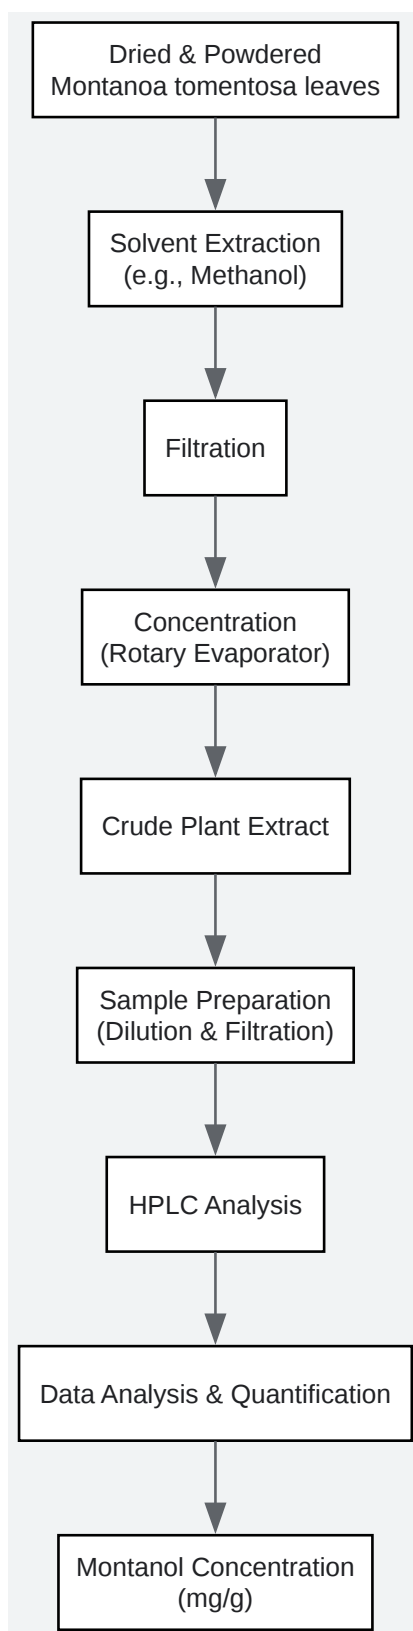 Dried & Powdered
Montanoa tomentosa leaves
Solvent Extraction
(e.g., Methanol)
Filtration
Concentration
(Rotary Evaporator)
Crude Plant Extract
Sample Preparation
(Dilution & Filtration)
HPLC Analysis
Data Analysis & Quantification
Montanol Concentration
(mg/g)